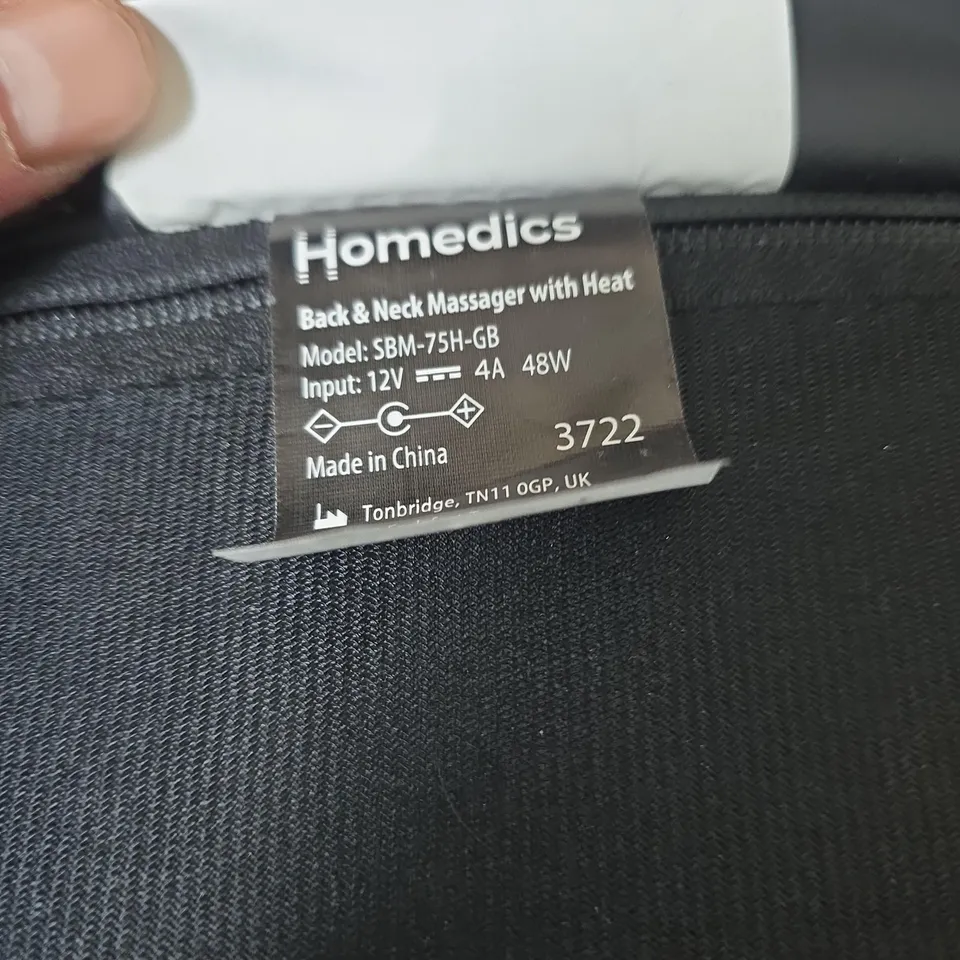 Homedics
Back & Neck Massager with Heat
Model: SBM-75H-GB
Input: 12V ⎓ 4A 48W
3722
Made in China
Tonbridge, TN11 0GP, UK